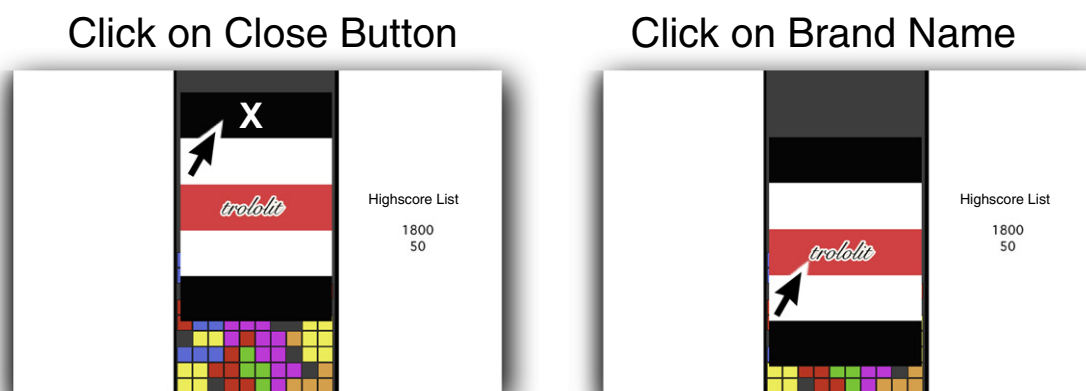 Click on Close Button
X
trololit
Highscore List
1800
50
Click on Brand Name
trololit
Highscore List
1800
50